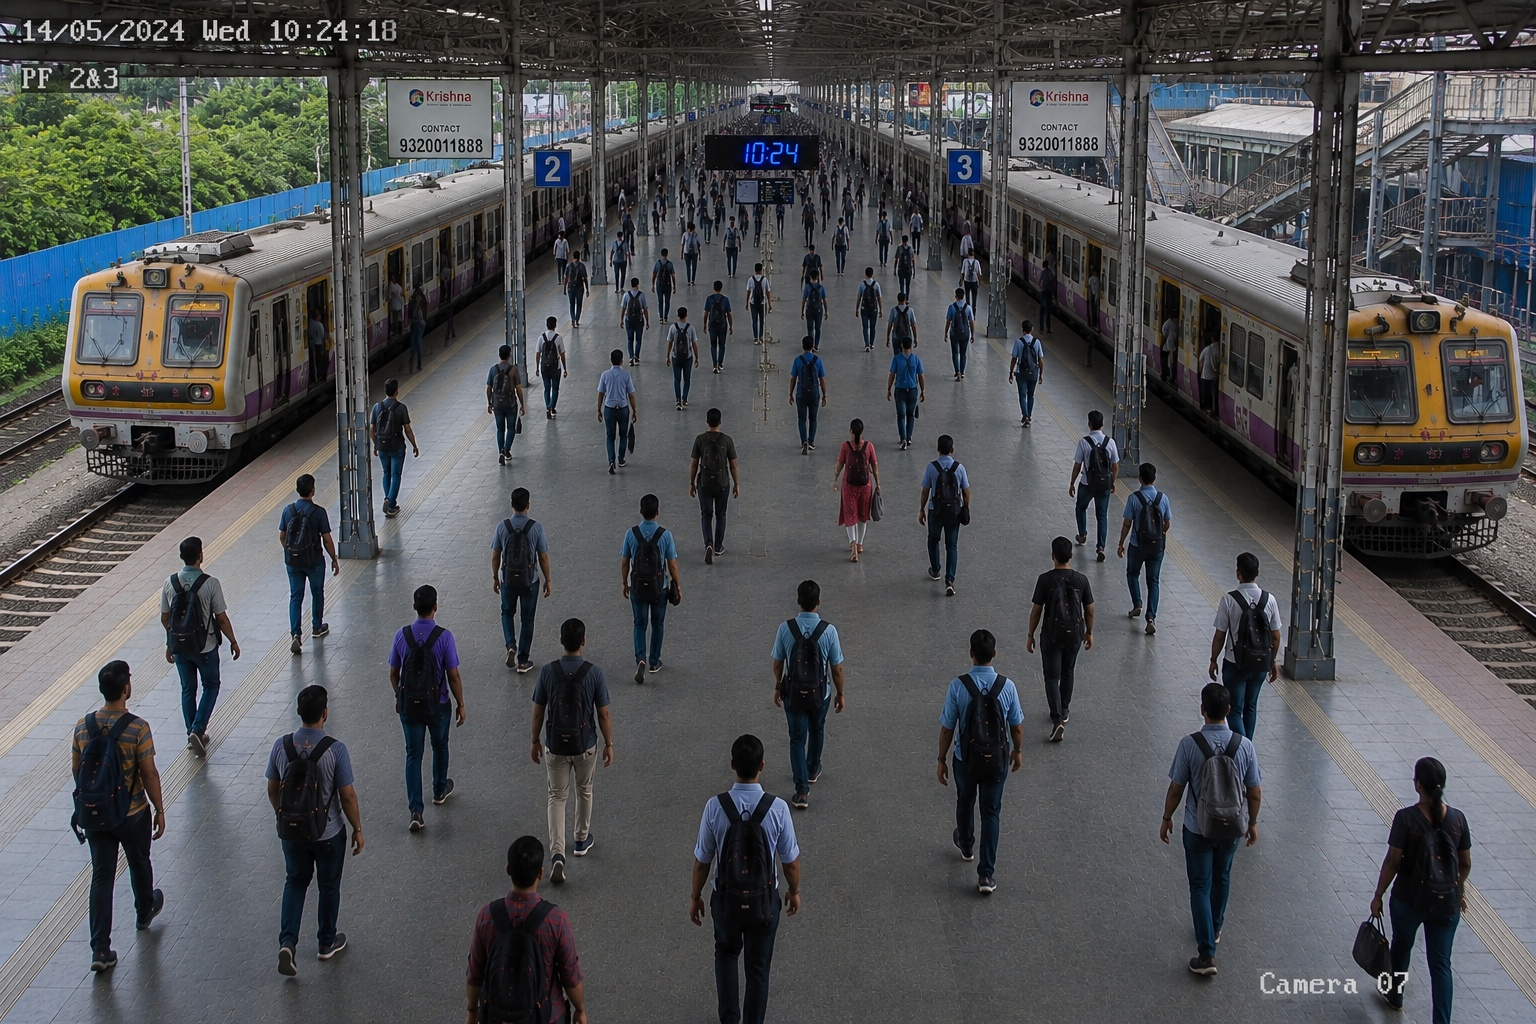 14/05/2024 Wed 10:24:18
PF 2&3
Krishna
CONTACT
9320011888
2
10:24
3
Krishna
CONTACT
9320011888
Camera 07